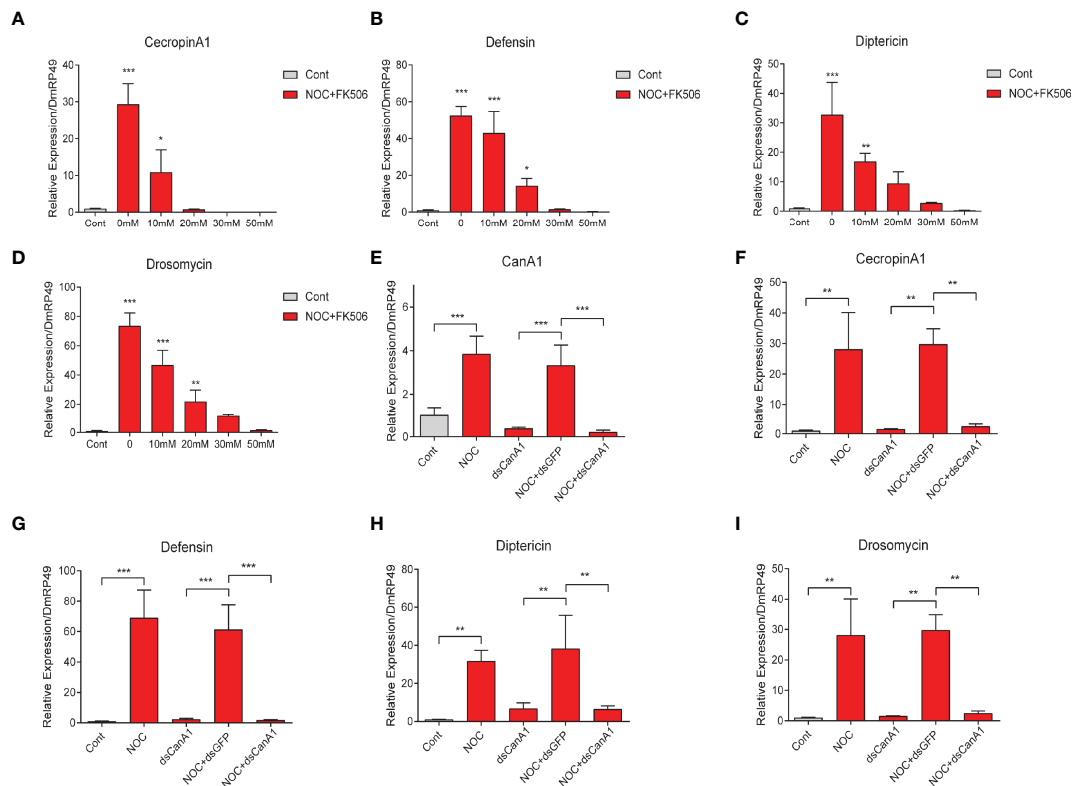 A
CecropinA1
Relative Expression/DmRP49
40
30
20
10
0
***
*
Cont
0mM
10mM
20mM
30mM
50mM
Cont
NOC+FK506
B
Defensin
Relative Expression/DmRP49
80
60
40
20
0
***
***
*
Cont
0
10mM
20mM
30mM
50mM
Cont
NOC+FK506
C
Diptericin
Relative Expression/DmRP49
50
40
30
20
10
0
***
**
Cont
0
10mM
20mM
30mM
50mM
Cont
NOC+FK506
D
Drosomycin
Relative Expression/DmRP49
100
80
60
40
20
0
***
***
**
Cont
0
10mM
20mM
30mM
50mM
Cont
NOC+FK506
E
CanA1
Relative Expression/DmRP49
6
4
2
0
***
***
***
Cont
NOC
dsCanA1
NOC+dsGFP
NOC+dsCanA1
F
CecropinA1
Relative Expression/DmRP49
50
40
30
20
10
0
**
**
**
Cont
NOC
dsCanA1
NOC+dsGFP
NOC+dsCanA1
G
Defensin
Relative Expression/DmRP49
100
80
60
40
20
0
***
***
***
Cont
NOC
dsCanA1
NOC+dsGFP
NOC+dsCanA1
H
Diptericin
Relative Expression/DmRP49
80
60
40
20
0
**
**
**
Cont
NOC
dsCanA1
NOC+dsGFP
NOC+dsCanA1
I
Drosomycin
Relative Expression/DmRP49
50
40
30
20
10
0
**
**
**
Cont
NOC
dsCanA1
NOC+dsGFP
NOC+dsCanA1